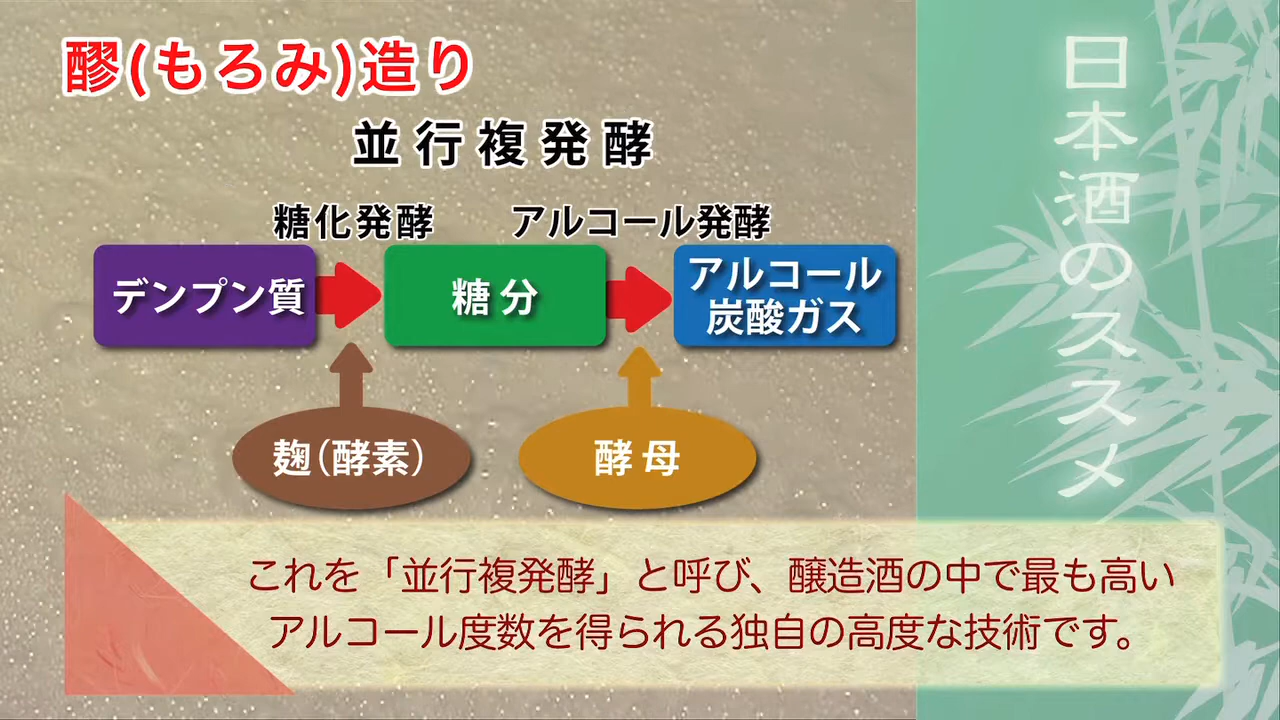 醪(もろみ)造り
並行複発酵
糖化発酵
アルコール発酵
デンプン質
糖分
アルコール
炭酸ガス
麹(酵素)
酵母
これを「並行複発酵」と呼び、醸造酒の中で最も高い
アルコール度数を得られる独自の高度な技術です。
日本酒のススメ